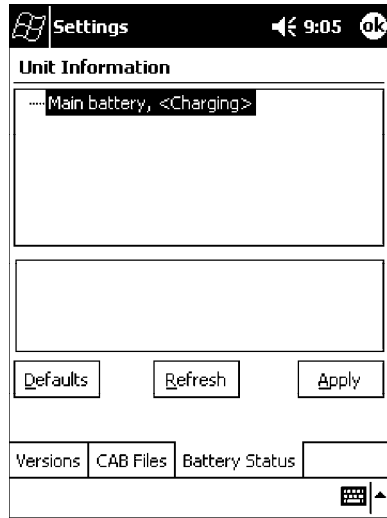 Settings 9:05 ok
Unit Information
Main battery, <Charging>
Defaults Refresh Apply
Versions CAB Files Battery Status